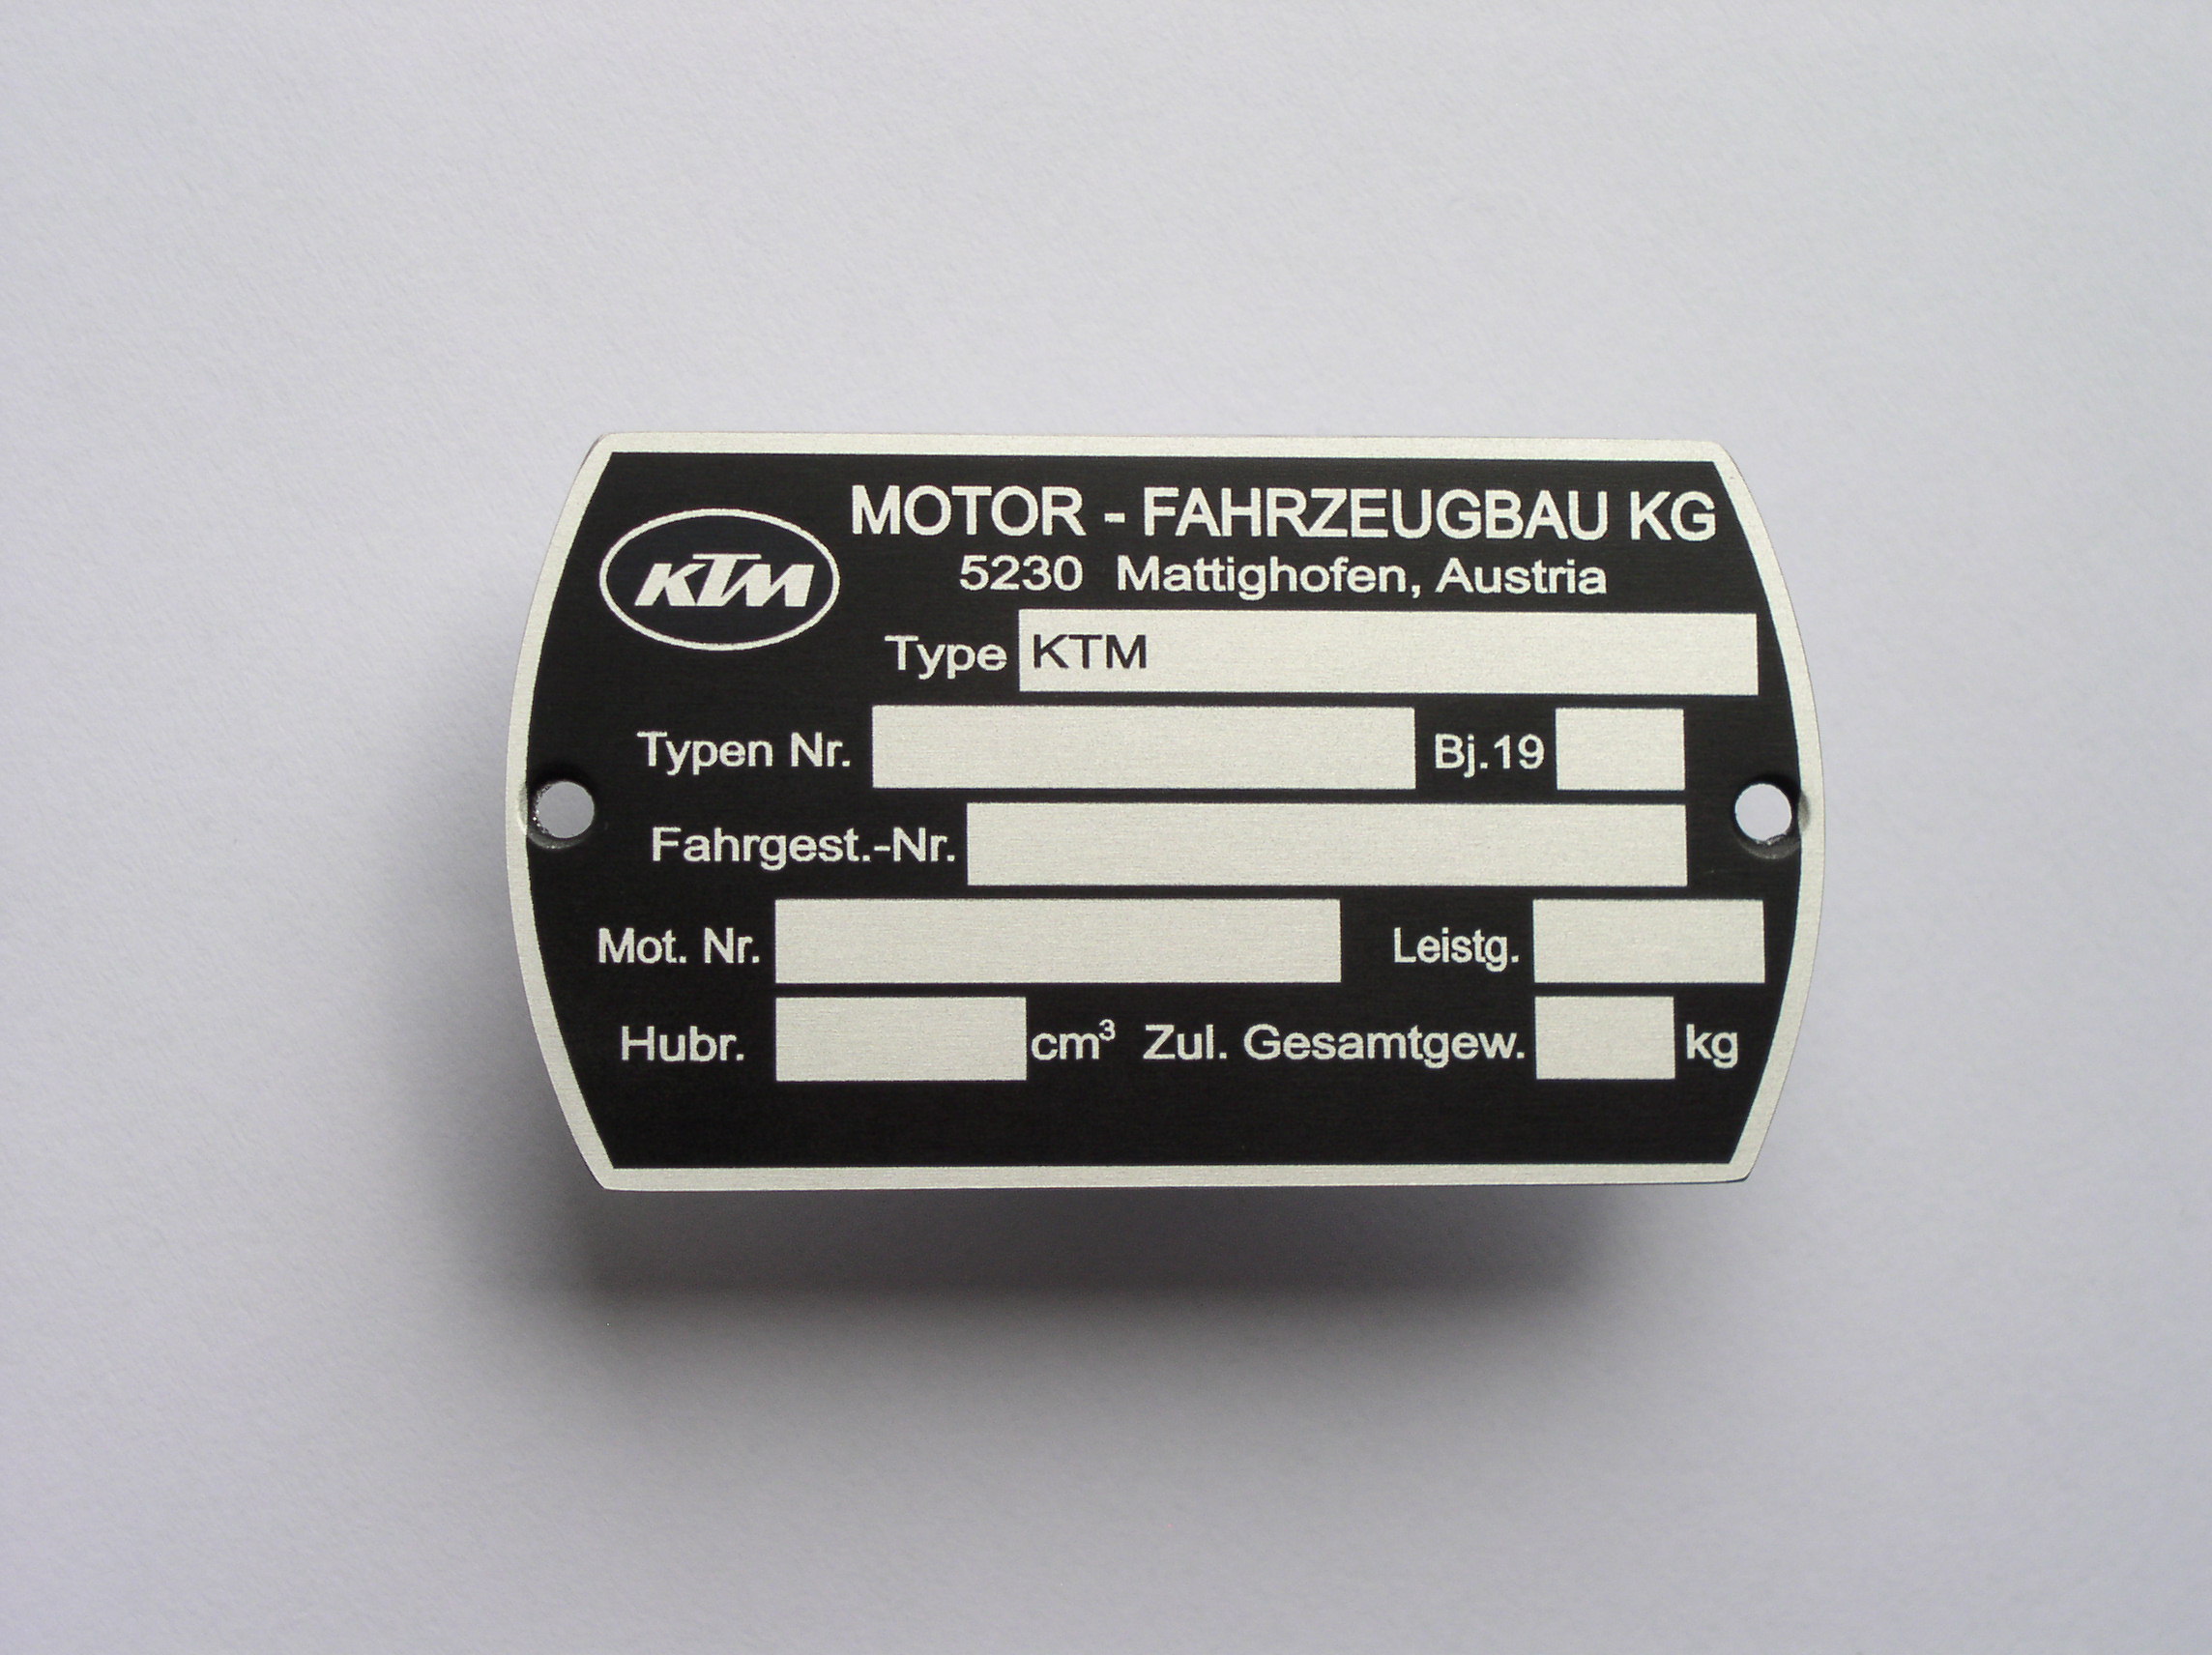 KTM
MOTOR - FAHRZEUGBAU KG
5230 Mattighofen, Austria
Type KTM
Typen Nr. Bj.19
Fahrgest.-Nr.
Mot. Nr. Leistg.
Hubr. cm³ Zul. Gesamtgew. kg